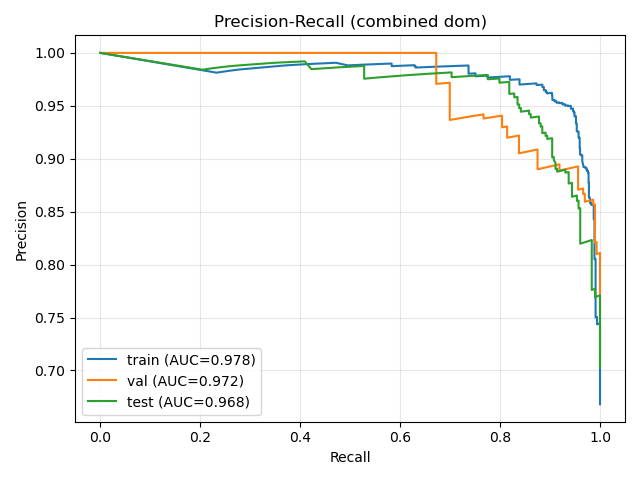 Precision-Recall (combined dom)
Precision
1.00
0.95
0.90
0.85
0.80
0.75
0.70
train (AUC=0.978)
val (AUC=0.972)
test (AUC=0.968)
0.0 0.2 0.4 0.6 0.8 1.0
Recall